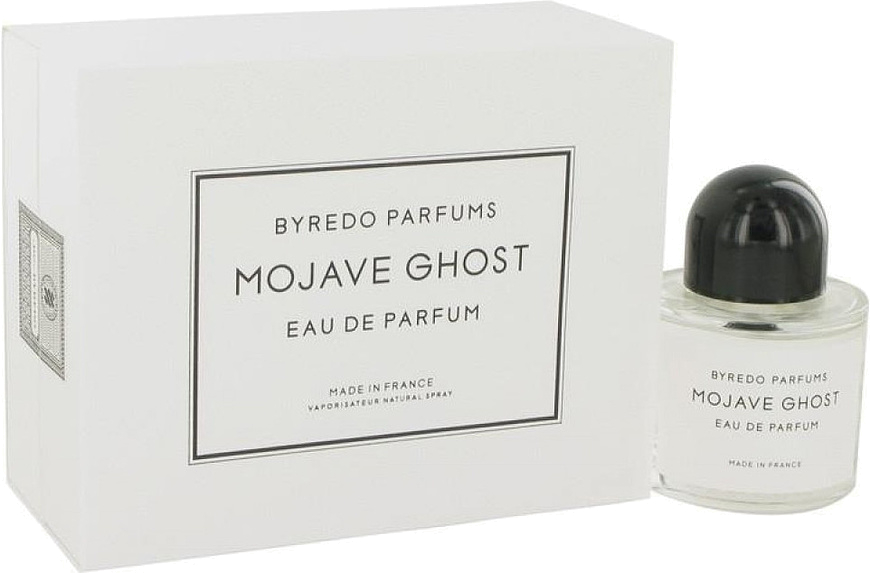 BYREDO PARFUMS
MOJAVE GHOST
EAU DE PARFUM
MADE IN FRANCE
VAPORISATEUR NATURAL SPRAY
BYREDO PARFUMS
MOJAVE GHOST
EAU DE PARFUM
MADE IN FRANCE